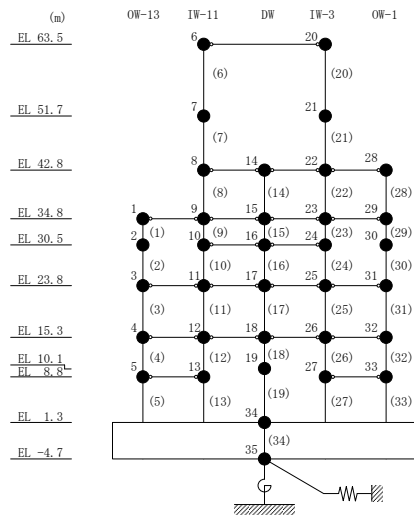 (m) OW-13 IW-11 DW IW-3 OW-1
EL 63.5 6 20
(6) (20)
EL 51.7 7 21
(7) (21)
EL 42.8 8 14 22 28
(8) (14) (22) (28)
EL 34.8 1 9 15 23 29
(1) (9) (15) (23) (29)
EL 30.5 2 10 16 24 30
(2) (10) (16) (24) (30)
EL 23.8 3 11 17 25 31
(3) (11) (17) (25) (31)
EL 15.3 4 12 18 26 32
(4) (12) (18) (26) (32)
EL 10.1 19
EL 8.8 5 13 27 33
(5) (13) (19) (27) (33)
EL 1.3 34
(34)
EL -4.7 35